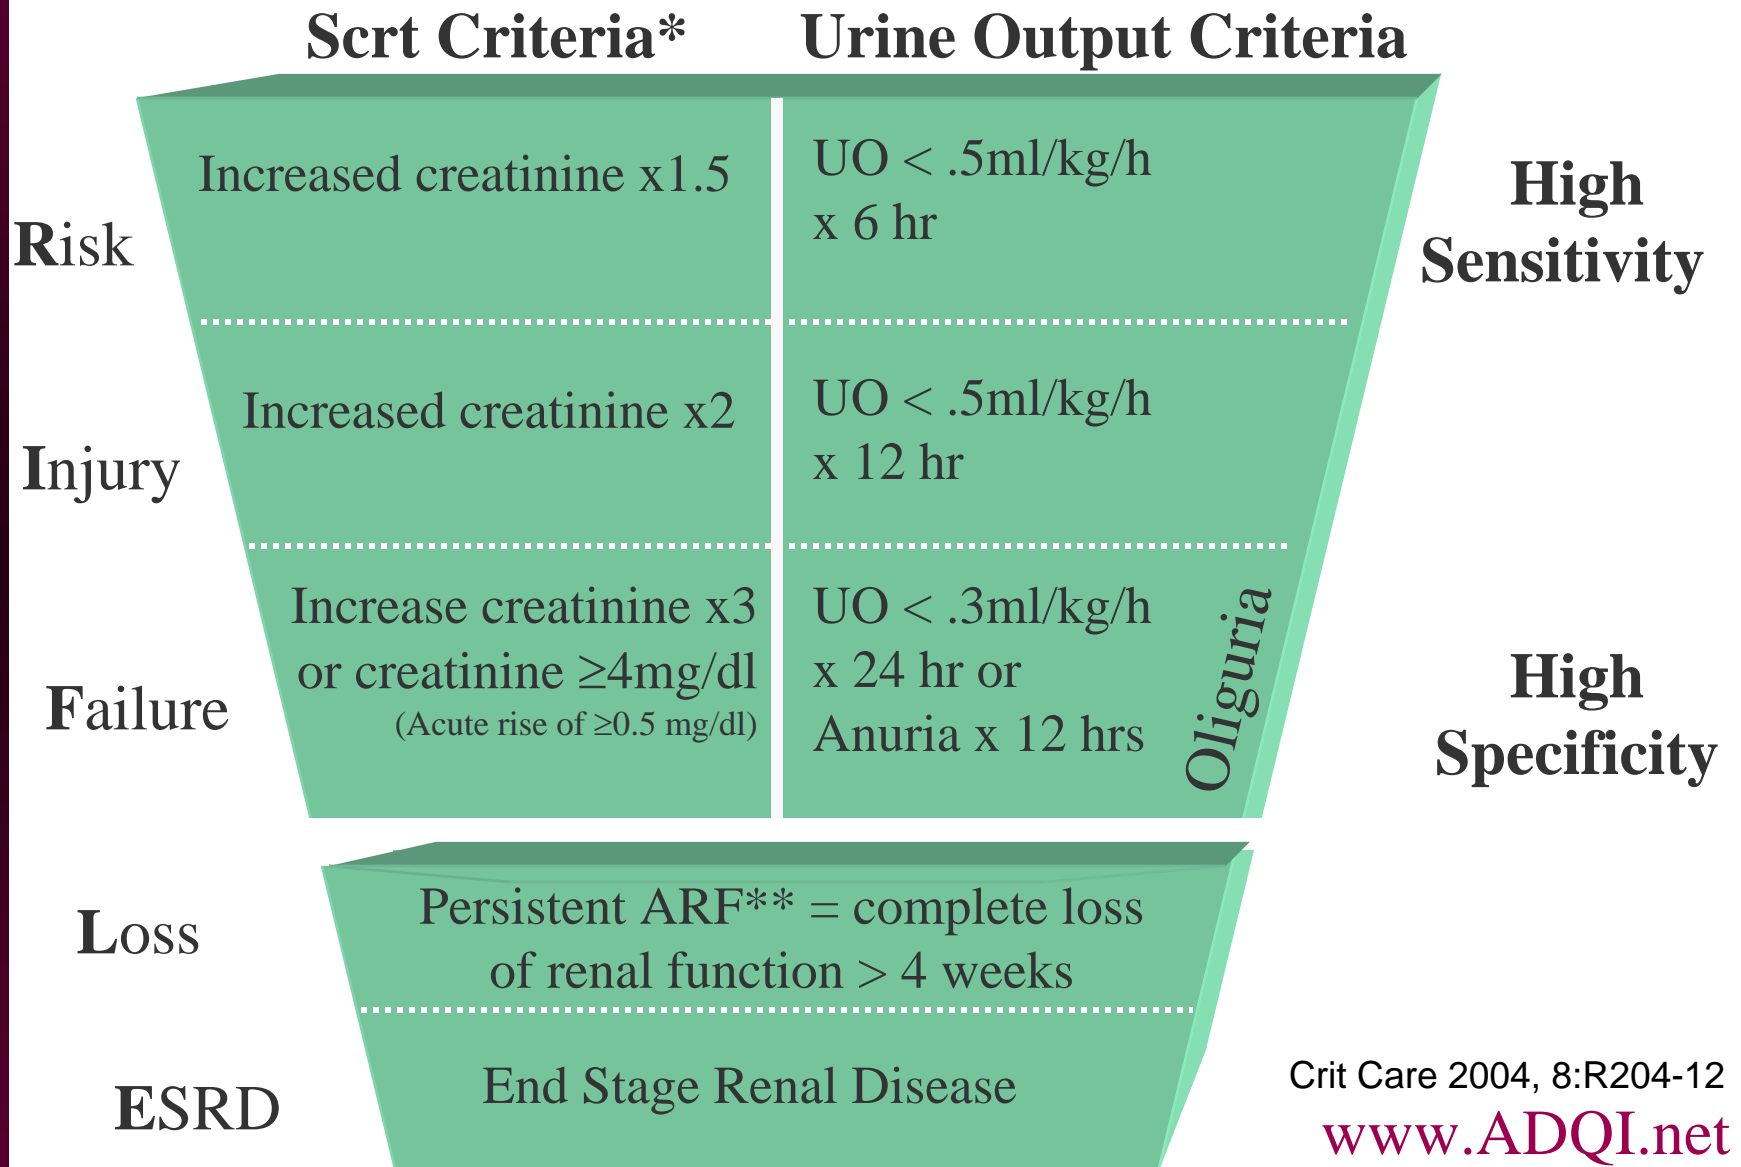 Scrt Criteria*
Urine Output Criteria
Risk
Increased creatinine x1.5
UO < .5ml/kg/h
x 6 hr
High
Sensitivity
Injury
Increased creatinine x2
UO < .5ml/kg/h
x 12 hr
Failure
Increase creatinine x3
or creatinine ≥4mg/dl
(Acute rise of ≥0.5 mg/dl)
UO < .3ml/kg/h
x 24 hr or
Anuria x 12 hrs
Oliguria
High
Specificity
Loss
Persistent ARF** = complete loss
of renal function > 4 weeks
ESRD
End Stage Renal Disease
Crit Care 2004, 8:R204-12
www.ADQI.net